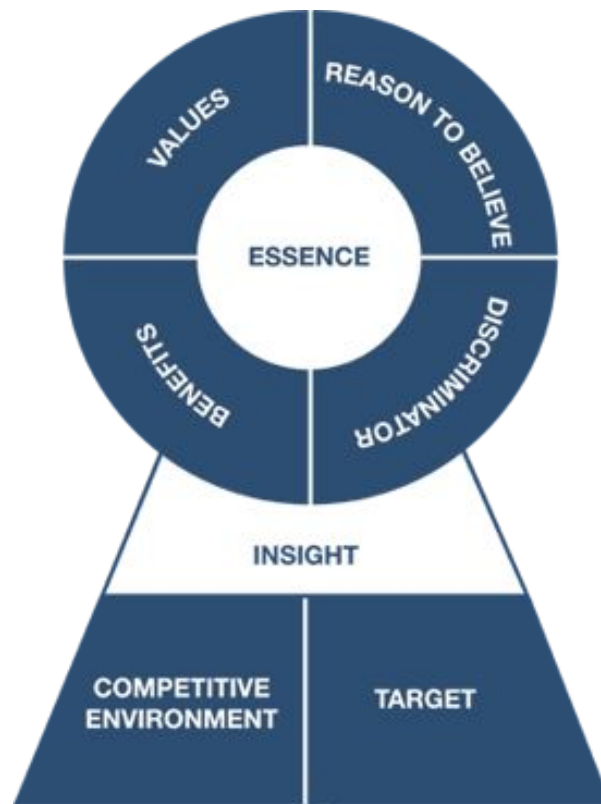 VALUES
REASON TO BELIEVE
ESSENCE
BENEFITS
DISCRIMINATOR
INSIGHT
COMPETITIVE
ENVIRONMENT
TARGET